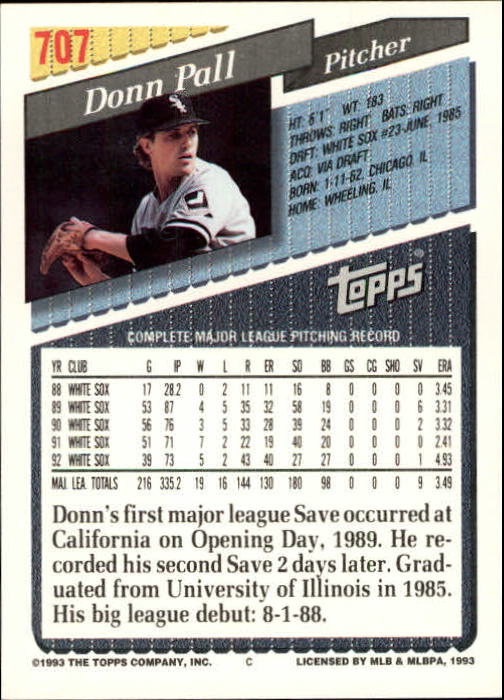 707
Donn Pall
Pitcher
HT: 6'1" WT: 183
THROWS: RIGHT BATS: RIGHT
DRFT: WHITE SOX #23-JUNE, 1985
ACQ: VIA DRAFT
BORN: 1-11-62, CHICAGO, IL
HOME: WHEELING, IL
TOPPS®
COMPLETE MAJOR LEAGUE PITCHING RECORD
YR CLUB G IP W L R ER SO BB GS CG SHO SV ERA
88 WHITE SOX 17 28.2 0 2 11 11 16 8 0 0 0 0 3.45
89 WHITE SOX 53 87 4 5 35 32 58 19 0 0 0 6 3.31
90 WHITE SOX 56 76 3 5 33 28 39 24 0 0 0 2 3.32
91 WHITE SOX 51 71 7 2 22 19 40 20 0 0 0 0 2.41
92 WHITE SOX 39 73 5 2 43 40 27 27 0 0 0 1 4.93
MAJ. LEA. TOTALS 216 335.2 19 16 144 130 180 98 0 0 0 9 3.49
Donn's first major league Save occurred at
California on Opening Day, 1989. He re-
corded his second Save 2 days later. Grad-
uated from University of Illinois in 1985.
His big league debut: 8-1-88.
©1993 THE TOPPS COMPANY, INC. C LICENSED BY MLB & MLBPA, 1993